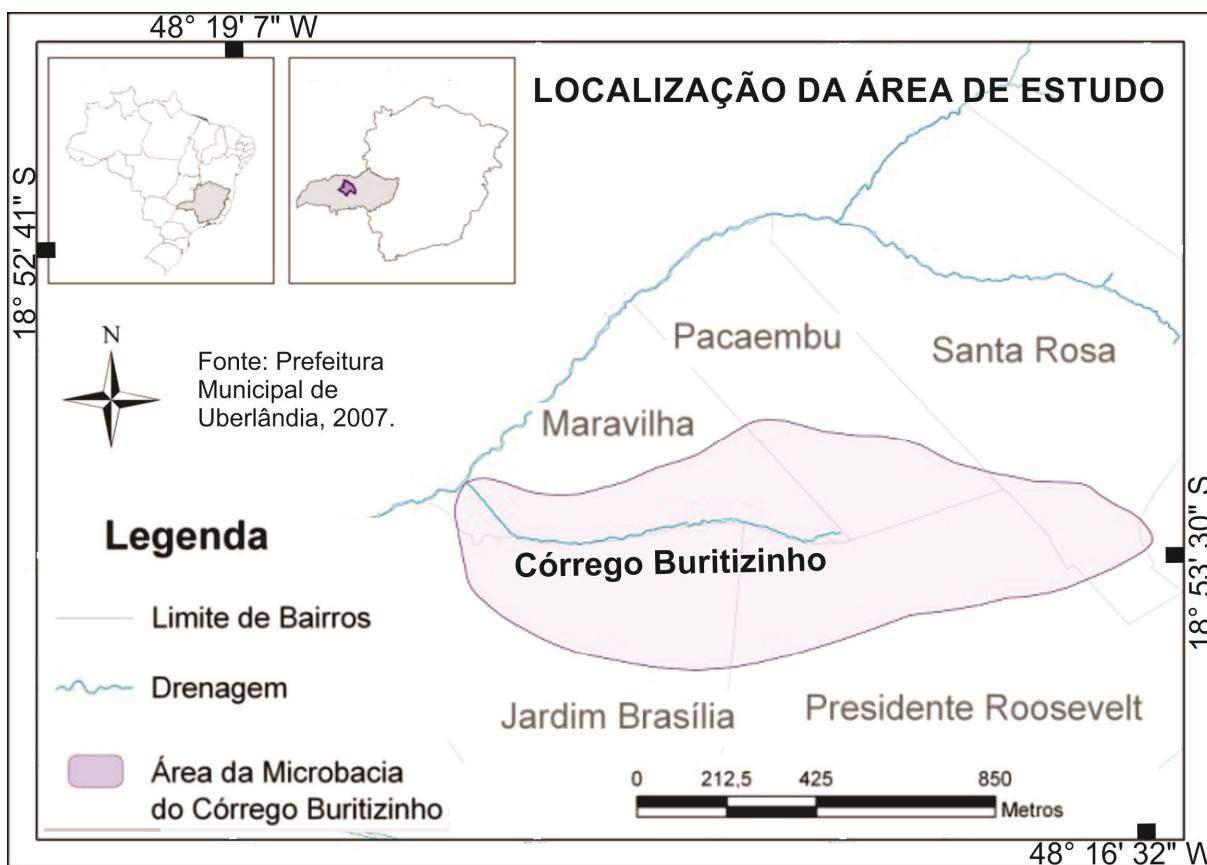 48° 19' 7" W
LOCALIZAÇÃO DA ÁREA DE ESTUDO
18° 52' 41" S
N
Fonte: Prefeitura
Municipal de
Uberlândia, 2007.
Pacaembu
Santa Rosa
Maravilha
Legenda
Córrego Buritizinho
18° 53' 30" S
Limite de Bairros
Drenagem
Jardim Brasília
Presidente Roosevelt
Área da Microbacia
do Córrego Buritizinho
0 212,5 425 850
Metros
48° 16' 32" W